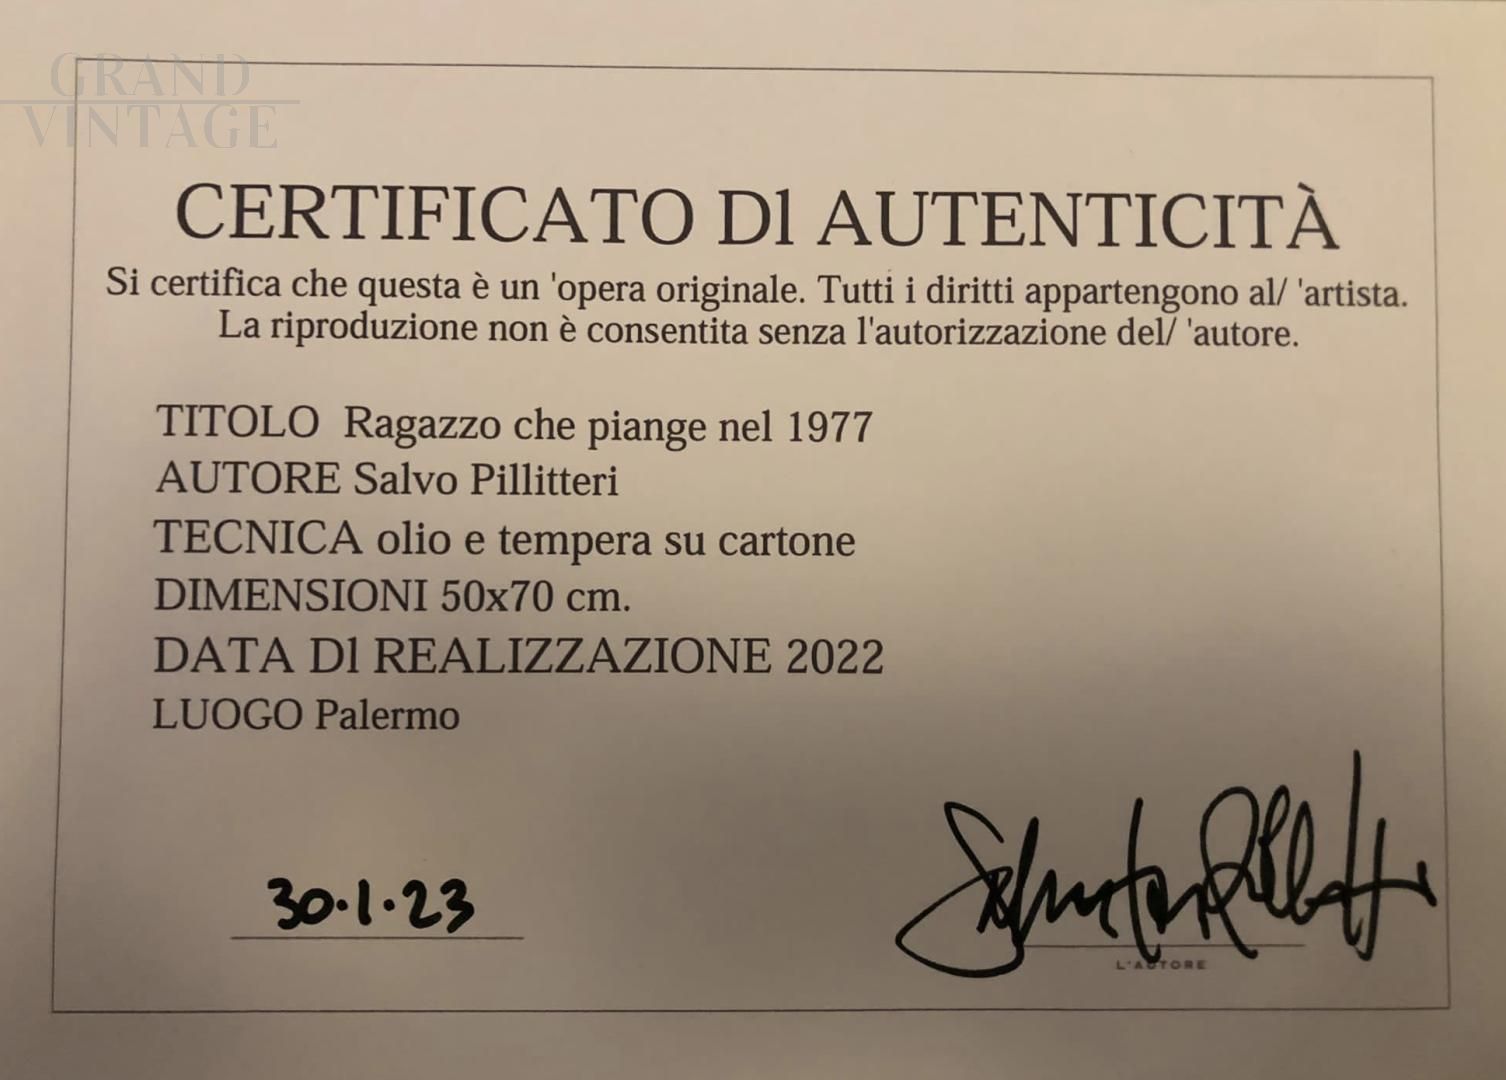 GRAND
VINTAGE
CERTIFICATO Dl AUTENTICITÀ
Si certifica che questa è un 'opera originale. Tutti i diritti appartengono al/ 'artista.
La riproduzione non è consentita senza l'autorizzazione del/ 'autore.
TITOLO Ragazzo che piange nel 1977
AUTORE Salvo Pillitteri
TECNICA olio e tempera su cartone
DIMENSIONI 50x70 cm.
DATA Dl REALIZZAZIONE 2022
LUOGO Palermo
30.1.23
L'AUTORE